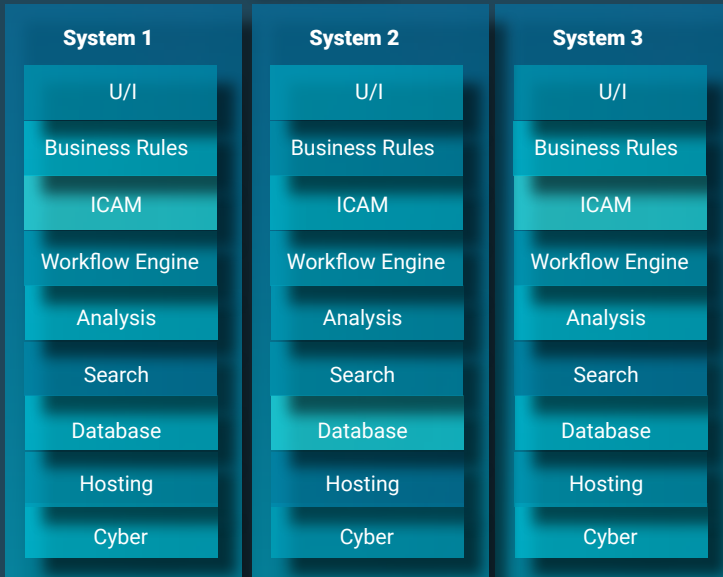 System 1
U/I
Business Rules
ICAM
Workflow Engine
Analysis
Search
Database
Hosting
Cyber
System 2
U/I
Business Rules
ICAM
Workflow Engine
Analysis
Search
Database
Hosting
Cyber
System 3
U/I
Business Rules
ICAM
Workflow Engine
Analysis
Search
Database
Hosting
Cyber